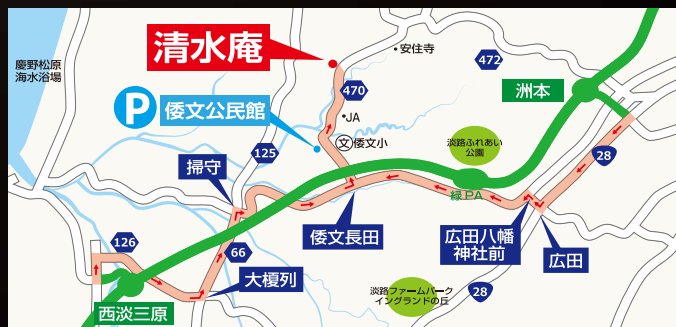 慶野松原
海水浴場
清水庵
安住寺
472
洲本
470
P
倭文公民館
JA
文
倭文小
淡路ふれあい
公園
125
28
掃守
緑PA
126
66
倭文長田
広田八幡
神社前
広田
大榎列
淡路ファームパーク
イングランドの丘
28
西淡三原